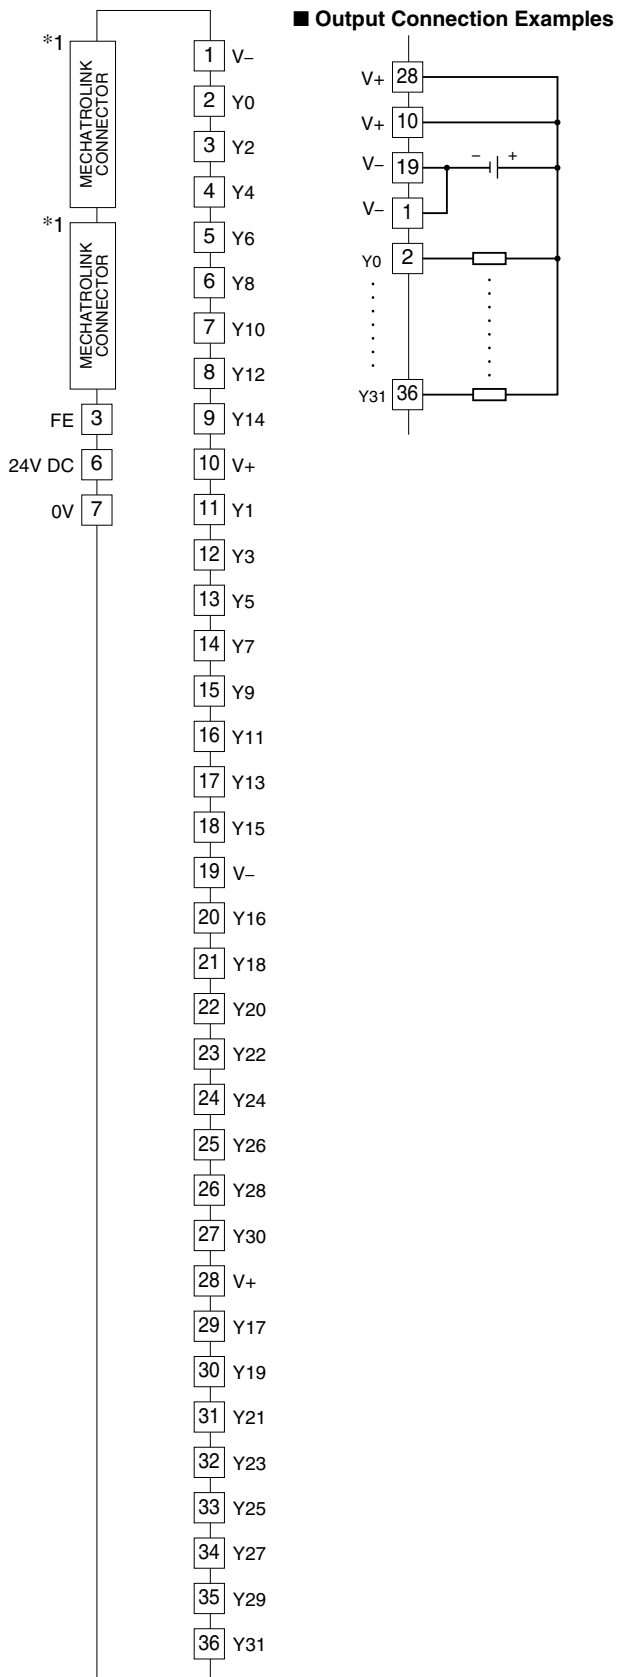 *1
MECHATROLINK
CONNECTOR
*1
MECHATROLINK
CONNECTOR
FE 3
24V DC 6
0V 7
1 V–
2 Y0
3 Y2
4 Y4
5 Y6
6 Y8
7 Y10
8 Y12
9 Y14
10 V+
11 Y1
12 Y3
13 Y5
14 Y7
15 Y9
16 Y11
17 Y13
18 Y15
19 V–
20 Y16
21 Y18
22 Y20
23 Y22
24 Y24
25 Y26
26 Y28
27 Y30
28 V+
29 Y17
30 Y19
31 Y21
32 Y23
33 Y25
34 Y27
35 Y29
36 Y31
■ Output Connection Examples
V+ 28
V+ 10
V– 19 – +
V– 1
Y0 2
Y31 36